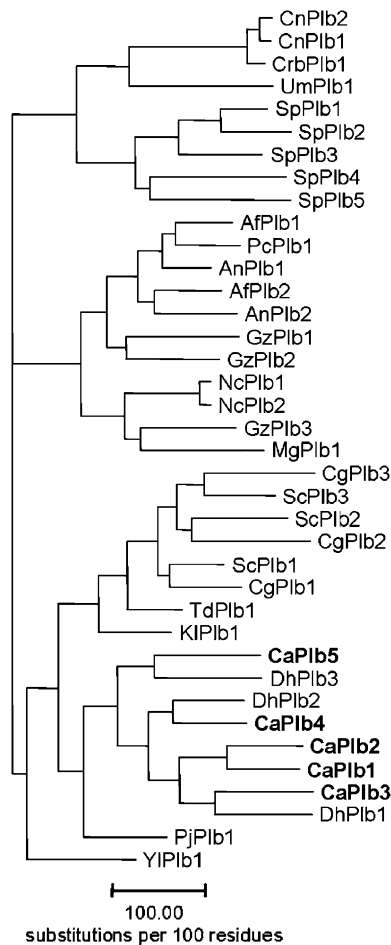 CnPlb2
CnPlb1
CrbPlb1
UmPlb1
SpPlb1
SpPlb2
SpPlb3
SpPlb4
SpPlb5
AfPlb1
PcPlb1
AnPlb1
AfPlb2
AnPlb2
GzPlb1
GzPlb2
NcPlb1
NcPlb2
GzPlb3
MgPlb1
CgPlb3
ScPlb3
ScPlb2
CgPlb2
ScPlb1
CgPlb1
TdPlb1
KlPlb1
CaPlb5
DhPlb3
DhPlb2
CaPlb4
CaPlb2
CaPlb1
CaPlb3
DhPlb1
PjPlb1
YlPlb1
100.00
substitutions per 100 residues